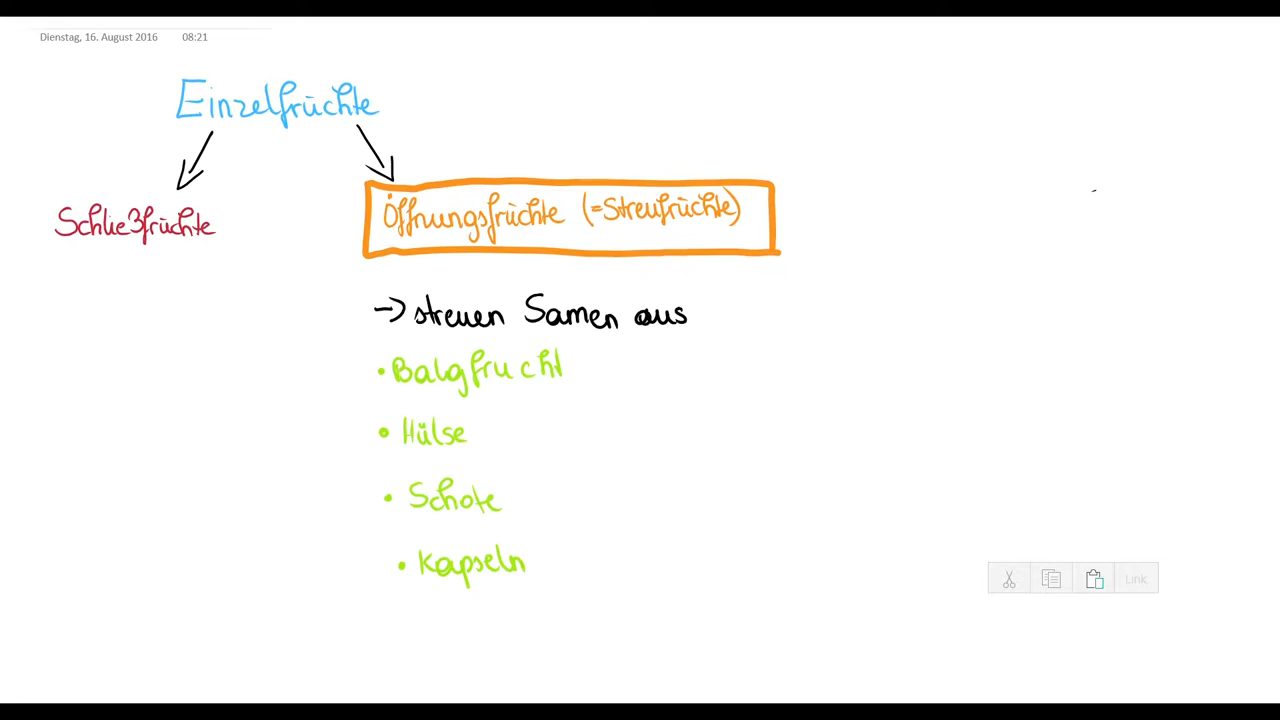 Dienstag, 16. August 2016 08:21
Einzelfrüchte
Schließfrüchte
Öffnungsfrüchte (=Streufrüchte)
→ streuen Samen aus
• Balgfrucht
• Hülse
• Schote
• Kapseln
Link